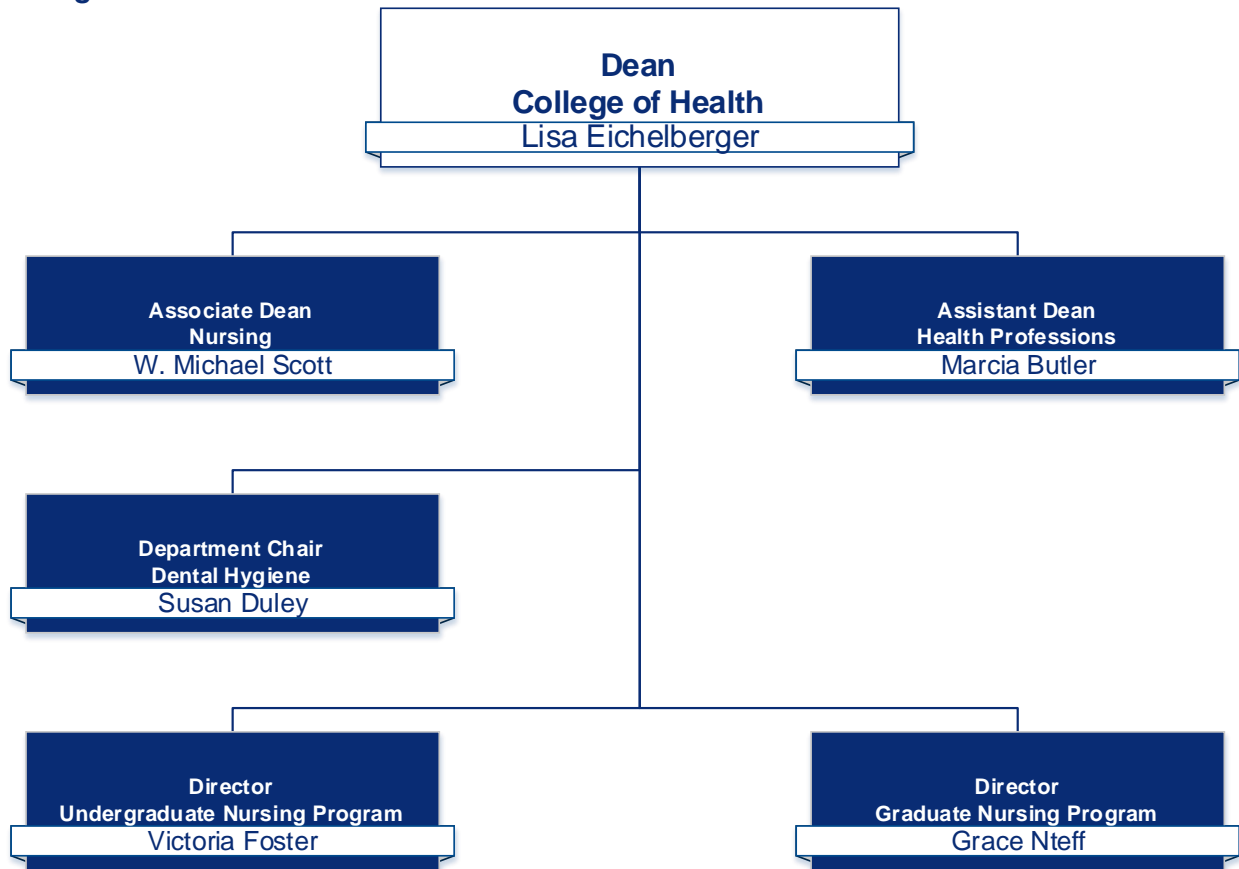 Dean
College of Health
Lisa Eichelberger
Associate Dean
Nursing
W. Michael Scott
Assistant Dean
Health Professions
Marcia Butler
Department Chair
Dental Hygiene
Susan Duley
Director
Undergraduate Nursing Program
Victoria Foster
Director
Graduate Nursing Program
Grace Nteff